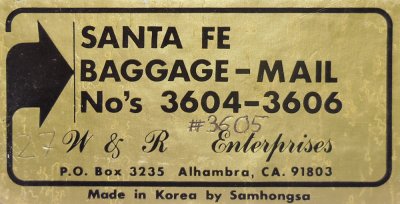 SANTA FE
BAGGAGE-MAIL
No's 3604-3606
#3605
27 W & R Enterprises
P.O. Box 3235 Alhambra, CA. 91803
Made in Korea by Samhongsa